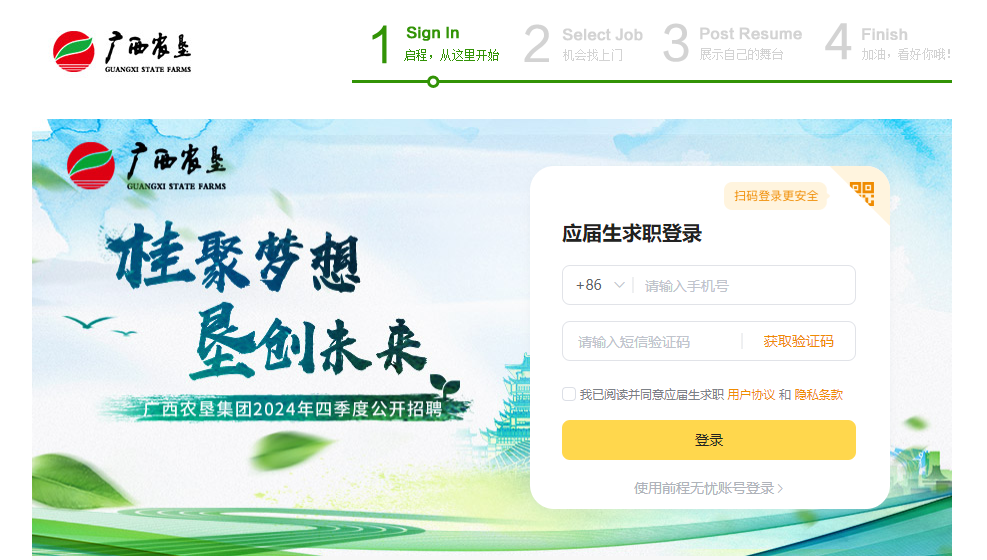 广西农垦
GUANGXI STATE FARMS
1 Sign In
启程，从这里开始
2 Select Job
机会找上门
3 Post Resume
展示自己的舞台
4 Finish
加油，看好你哦！
广西农垦
GUANGXI STATE FARMS
桂聚梦想
垦创未来
广西农垦集团2024年四季度公开招聘
扫码登录更安全
应届生求职登录
+86 请输入手机号
请输入短信验证码 获取验证码
我已阅读并同意应届生求职 用户协议 和 隐私条款
登录
使用前程无忧账号登录 >